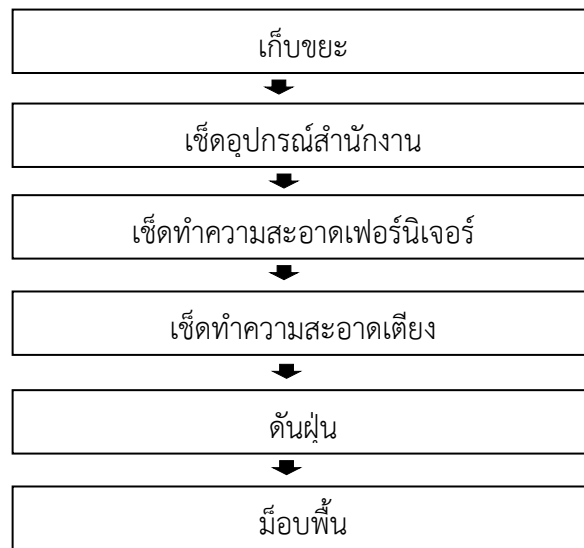 เก็บขยะ
เช็ดอุปกรณ์สำนักงาน
เช็ดทำความสะอาดเฟอร์นิเจอร์
เช็ดทำความสะอาดเตียง
ดันฝุ่น
ม็อบพื้น